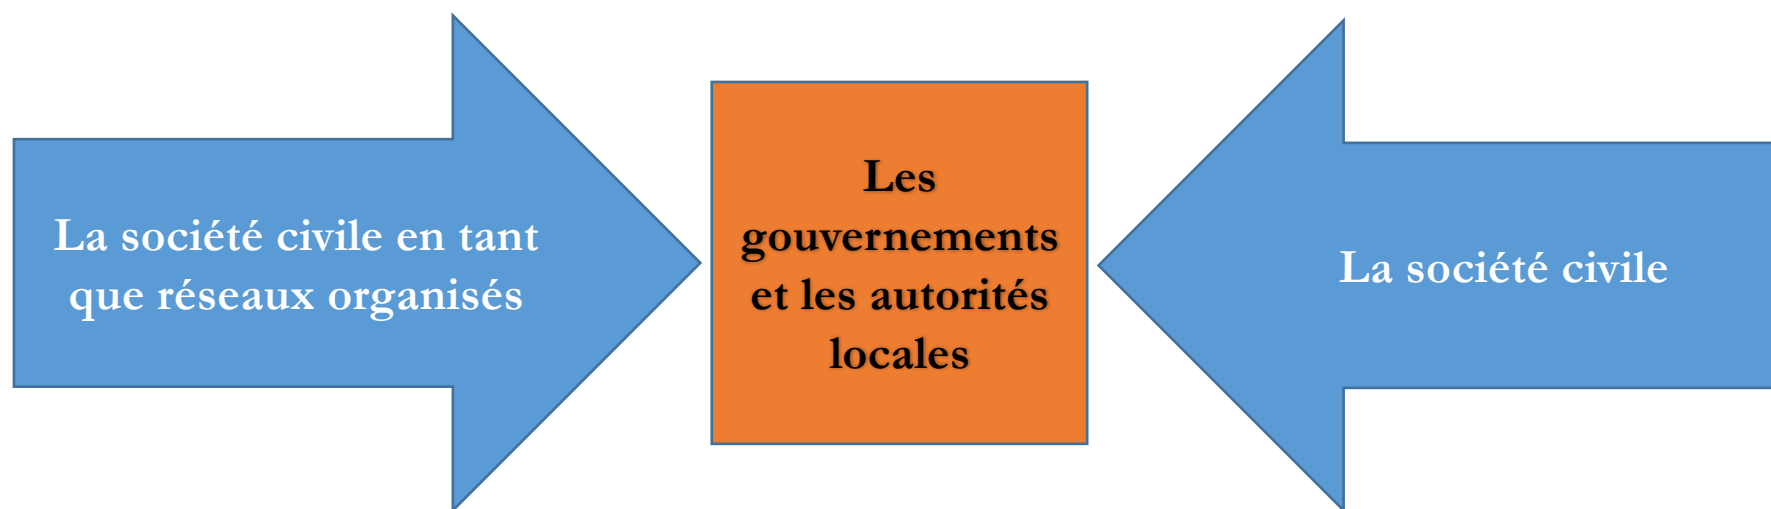 La société civile en tant
que réseaux organisés
Les
gouvernements
et les autorités
locales
La société civile